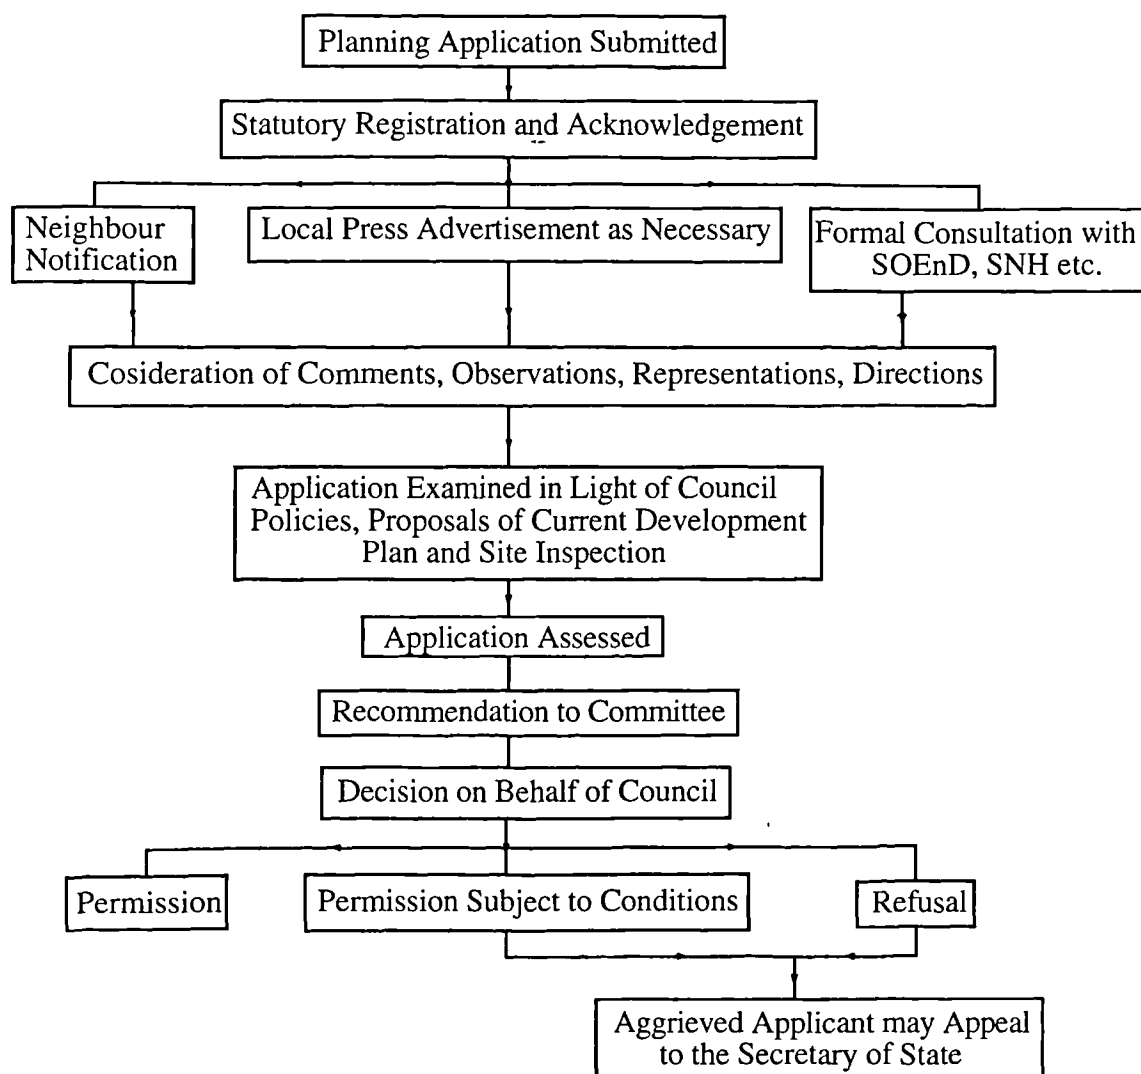 Planning Application Submitted
Statutory Registration and Acknowledgement
Neighbour
Notification
Local Press Advertisement as Necessary
Formal Consultation with
SOEnD, SNH etc.
Cosideration of Comments, Observations, Representations, Directions
Application Examined in Light of Council
Policies, Proposals of Current Development
Plan and Site Inspection
Application Assessed
Recommendation to Committee
Decision on Behalf of Council
Permission
Permission Subject to Conditions
Refusal
Aggrieved Applicant may Appeal
to the Secretary of State